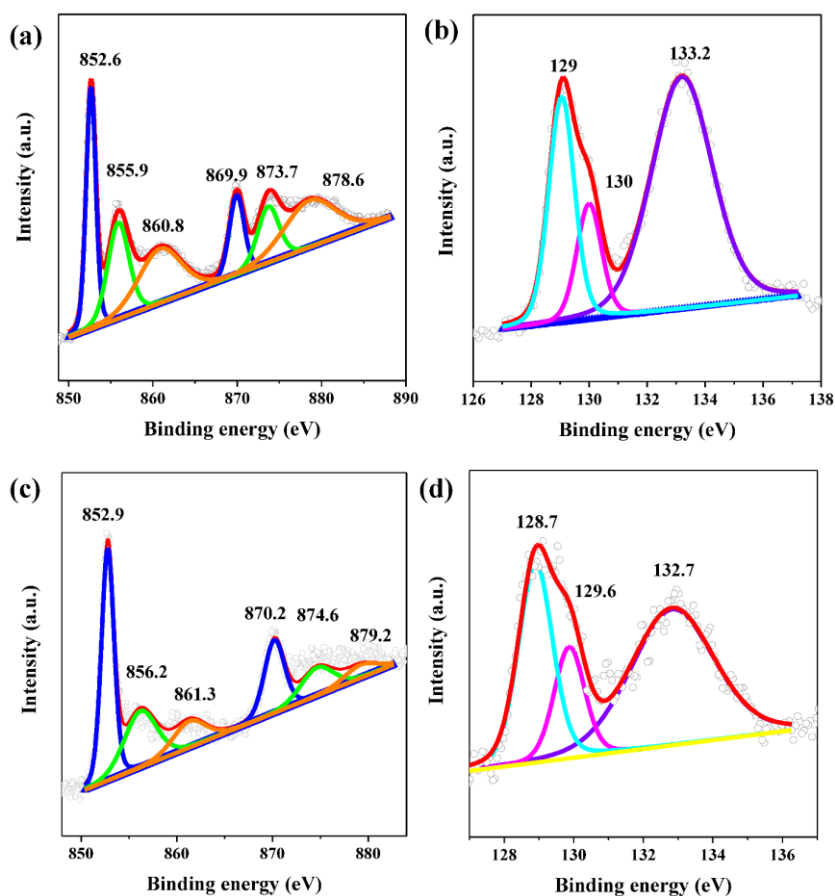 (a)
852.6
855.9
860.8
869.9
873.7
878.6
Intensity (a.u.)
850 860 870 880 890
Binding energy (eV)
(b)
129
130
133.2
Intensity (a.u.)
126 128 130 132 134 136 138
Binding energy (eV)
(c)
852.9
856.2
861.3
870.2
874.6
879.2
Intensity (a.u.)
850 860 870 880
Binding energy (eV)
(d)
128.7
129.6
132.7
Intensity (a.u.)
128 130 132 134 136
Binding energy (eV)